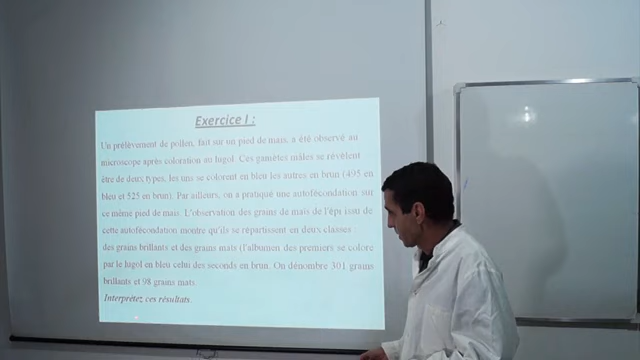 Exercice I :
Un prélèvement de pollen, fait sur un pied de maïs, a été observé au
microscope après coloration au lugol. Ces gamètes mâles se révèlent
être de deux types, les uns se colorent en bleu les autres en brun (495 en
bleu et 525 en brun). Par ailleurs, on a pratiqué une autofécondation sur
ce même pied de maïs. L'observation des grains de maïs de l'épi issu de
cette autofécondation montre qu'ils se répartissent en deux classes :
des grains brillants et des grains mats (l'albumen des premiers se colore
par le lugol en bleu celui des seconds en brun. On dénombre 301 grains
brillants et 98 grains mats.
Interprétez ces résultats.